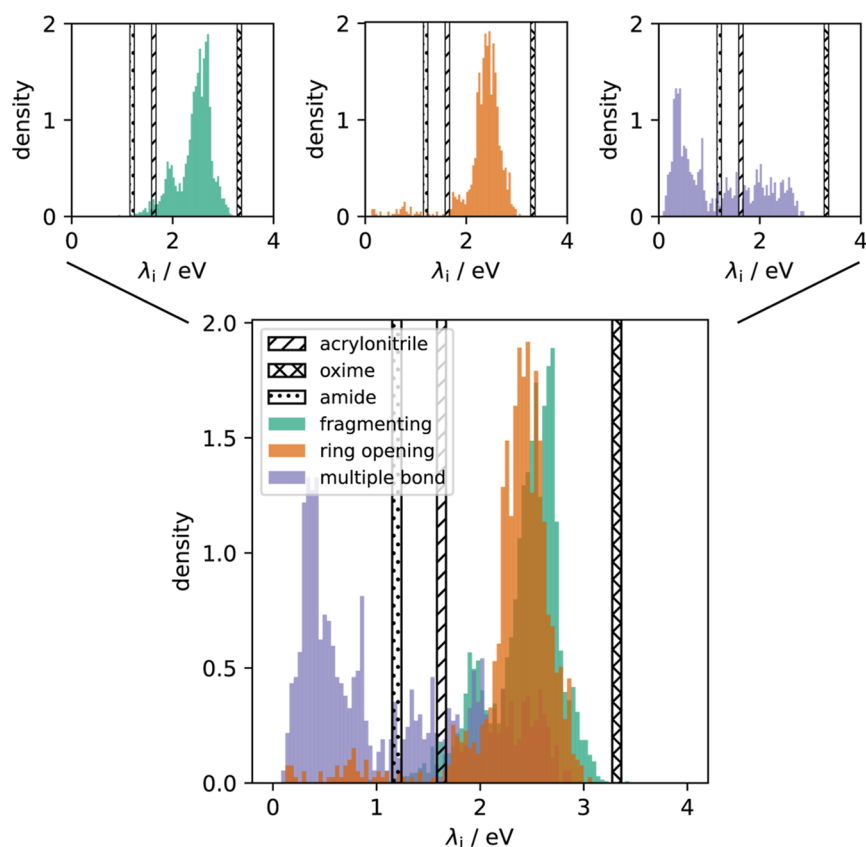 2
2
2
density
density
density
1
1
1
0
0
0
0 2 4
0 2 4
0 2 4
λi / eV
λi / eV
λi / eV
2.0
acrylonitrile
oxime
amide
1.5
fragmenting
ring opening
multiple bond
density
1.0
0.5
0.0
0 1 2 3 4
λi / eV